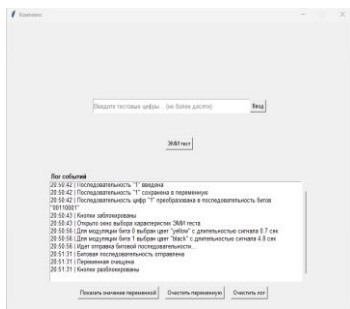 Комплекс
Введите тестовые цифры... (не более десяти)
Ввод
ЭМИ тест
Лог событий
20:50:42 | Последовательность "1" введена
20:50:42 | Последовательность "1" сохранена в переменную
20:50:42 | Последовательность цифр "1" преобразована в последовательность битов
"00110001"
20:50:43 | Кнопки заблокированы
20:50:43 | Открыто окно выбора характеристик ЭМИ теста
20:50:56 | Для модуляции бита 0 выбран цвет "yellow" с длительностью сигнала 0.7 сек
20:50:56 | Для модуляции бита 1 выбран цвет "black" с длительностью сигнала 4.8 сек
20:50:56 | Идет отправка битовой последовательности...
20:51:31 | Битовая последовательность отправлена
20:51:31 | Переменная очищена
20:51:31 | Кнопки разблокированы
Показать значение переменной
Очистить переменную
Очистить лог